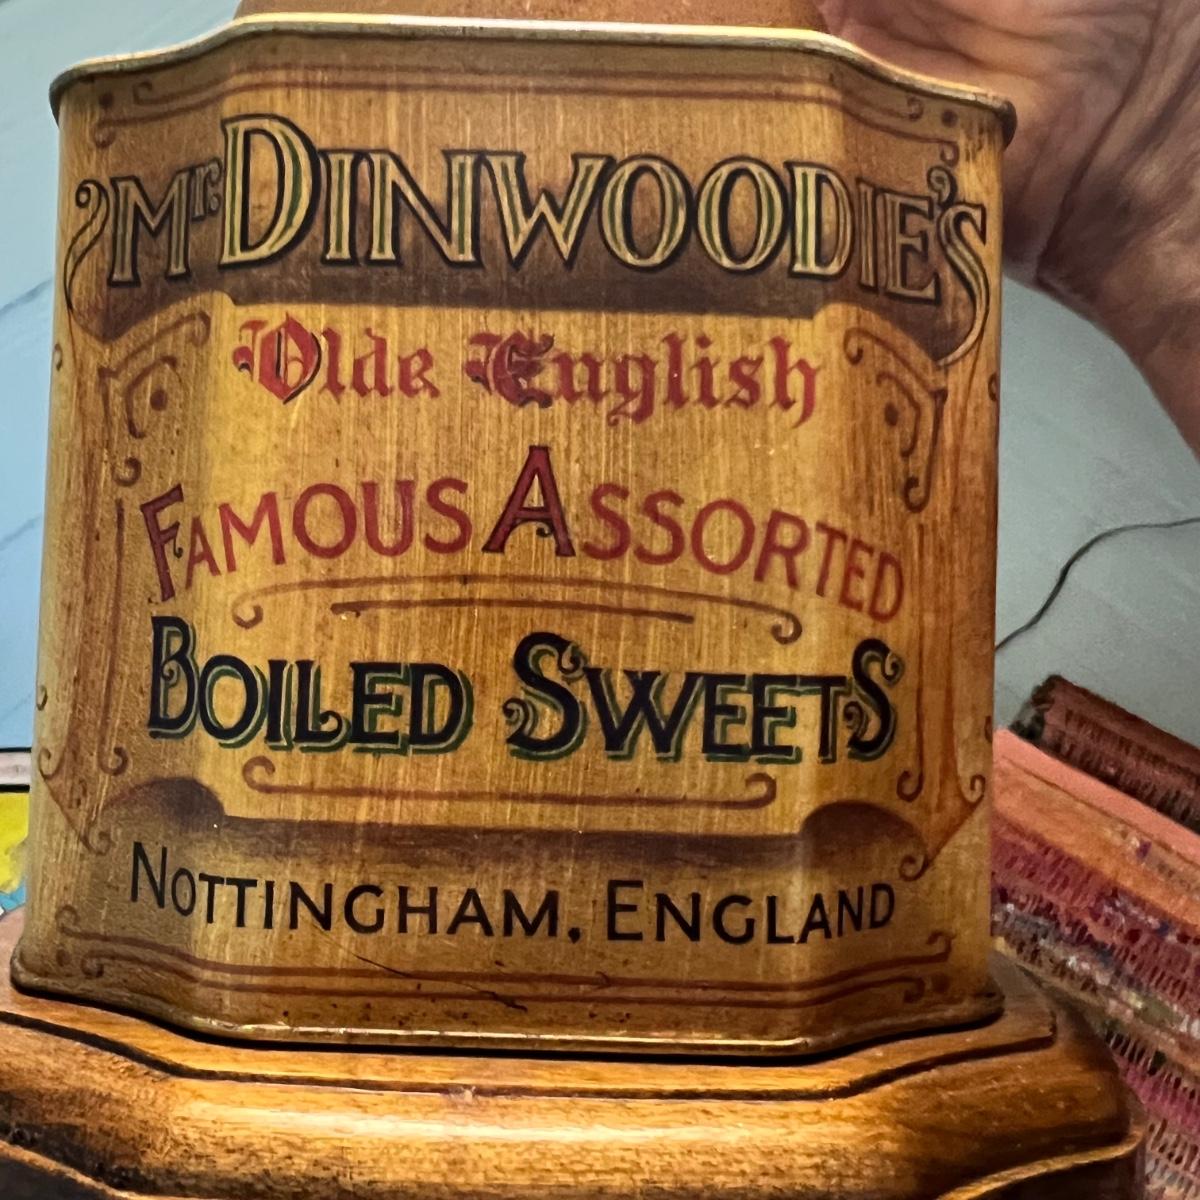 Mr. DINWOODIE'S
Olde English
FAMOUS ASSORTED
BOILED SWEETS
NOTTINGHAM, ENGLAND